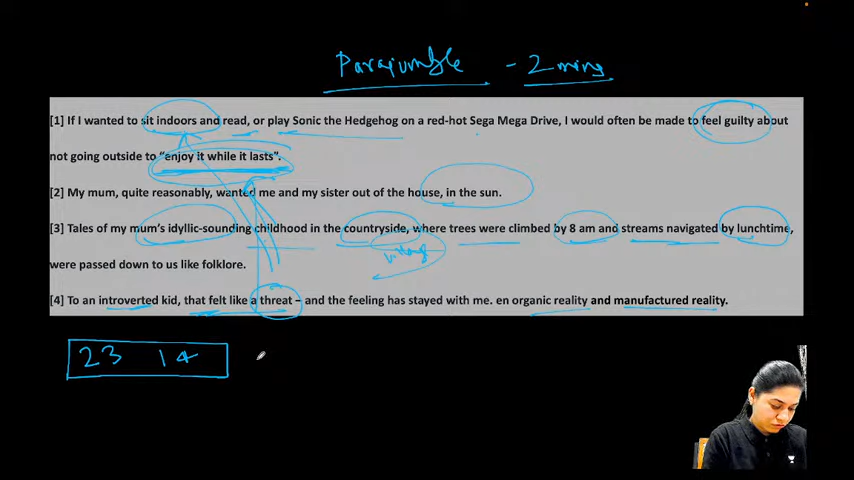 Parajumble - 2 mins
[1] If I wanted to sit indoors and read, or play Sonic the Hedgehog on a red-hot Sega Mega Drive, I would often be made to feel guilty about
not going outside to “enjoy it while it lasts”.
[2] My mum, quite reasonably, wanted me and my sister out of the house, in the sun.
[3] Tales of my mum’s idyllic-sounding childhood in the countryside, where trees were climbed by 8 am and streams navigated by lunchtime,
were passed down to us like folklore.
[4] To an introverted kid, that felt like a threat – and the feeling has stayed with me. en organic reality and manufactured reality.
23 14